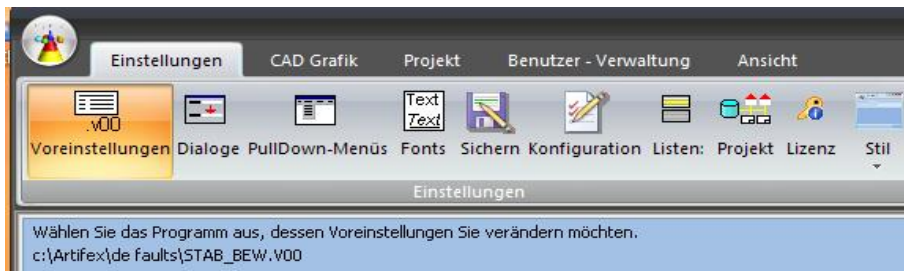 Einstellungen CAD Grafik Projekt Benutzer - Verwaltung Ansicht
Text
.v00 Text
Voreinstellungen Dialoge PullDown-Menüs Fonts Sichern Konfiguration Listen: Projekt Lizenz Stil
Einstellungen
Wählen Sie das Programm aus, dessen Voreinstellungen Sie verändern möchten.
c:\Artifex\de faults\STAB_BEW.V00